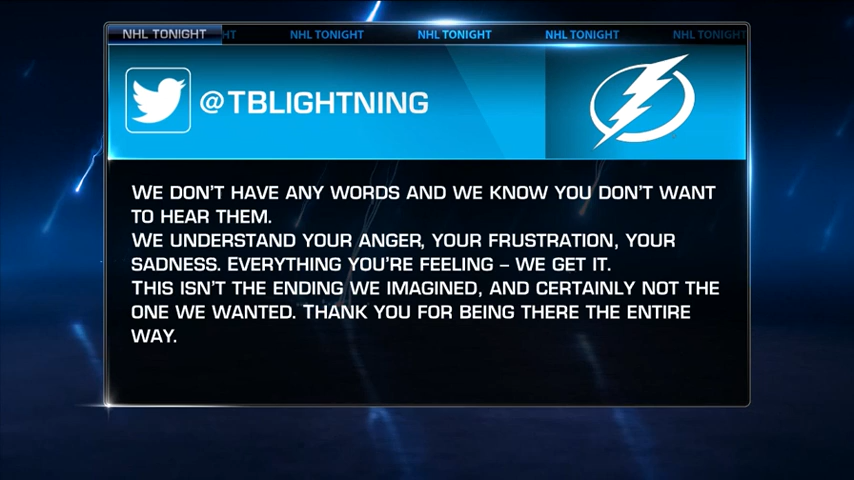 NHL TONIGHT HT NHL TONIGHT NHL TONIGHT NHL TONIGHT NHL TONIGHT
@TBLIGHTNING
WE DON'T HAVE ANY WORDS AND WE KNOW YOU DON'T WANT
TO HEAR THEM.
WE UNDERSTAND YOUR ANGER, YOUR FRUSTRATION, YOUR
SADNESS. EVERYTHING YOU'RE FEELING – WE GET IT.
THIS ISN'T THE ENDING WE IMAGINED, AND CERTAINLY NOT THE
ONE WE WANTED. THANK YOU FOR BEING THERE THE ENTIRE
WAY.